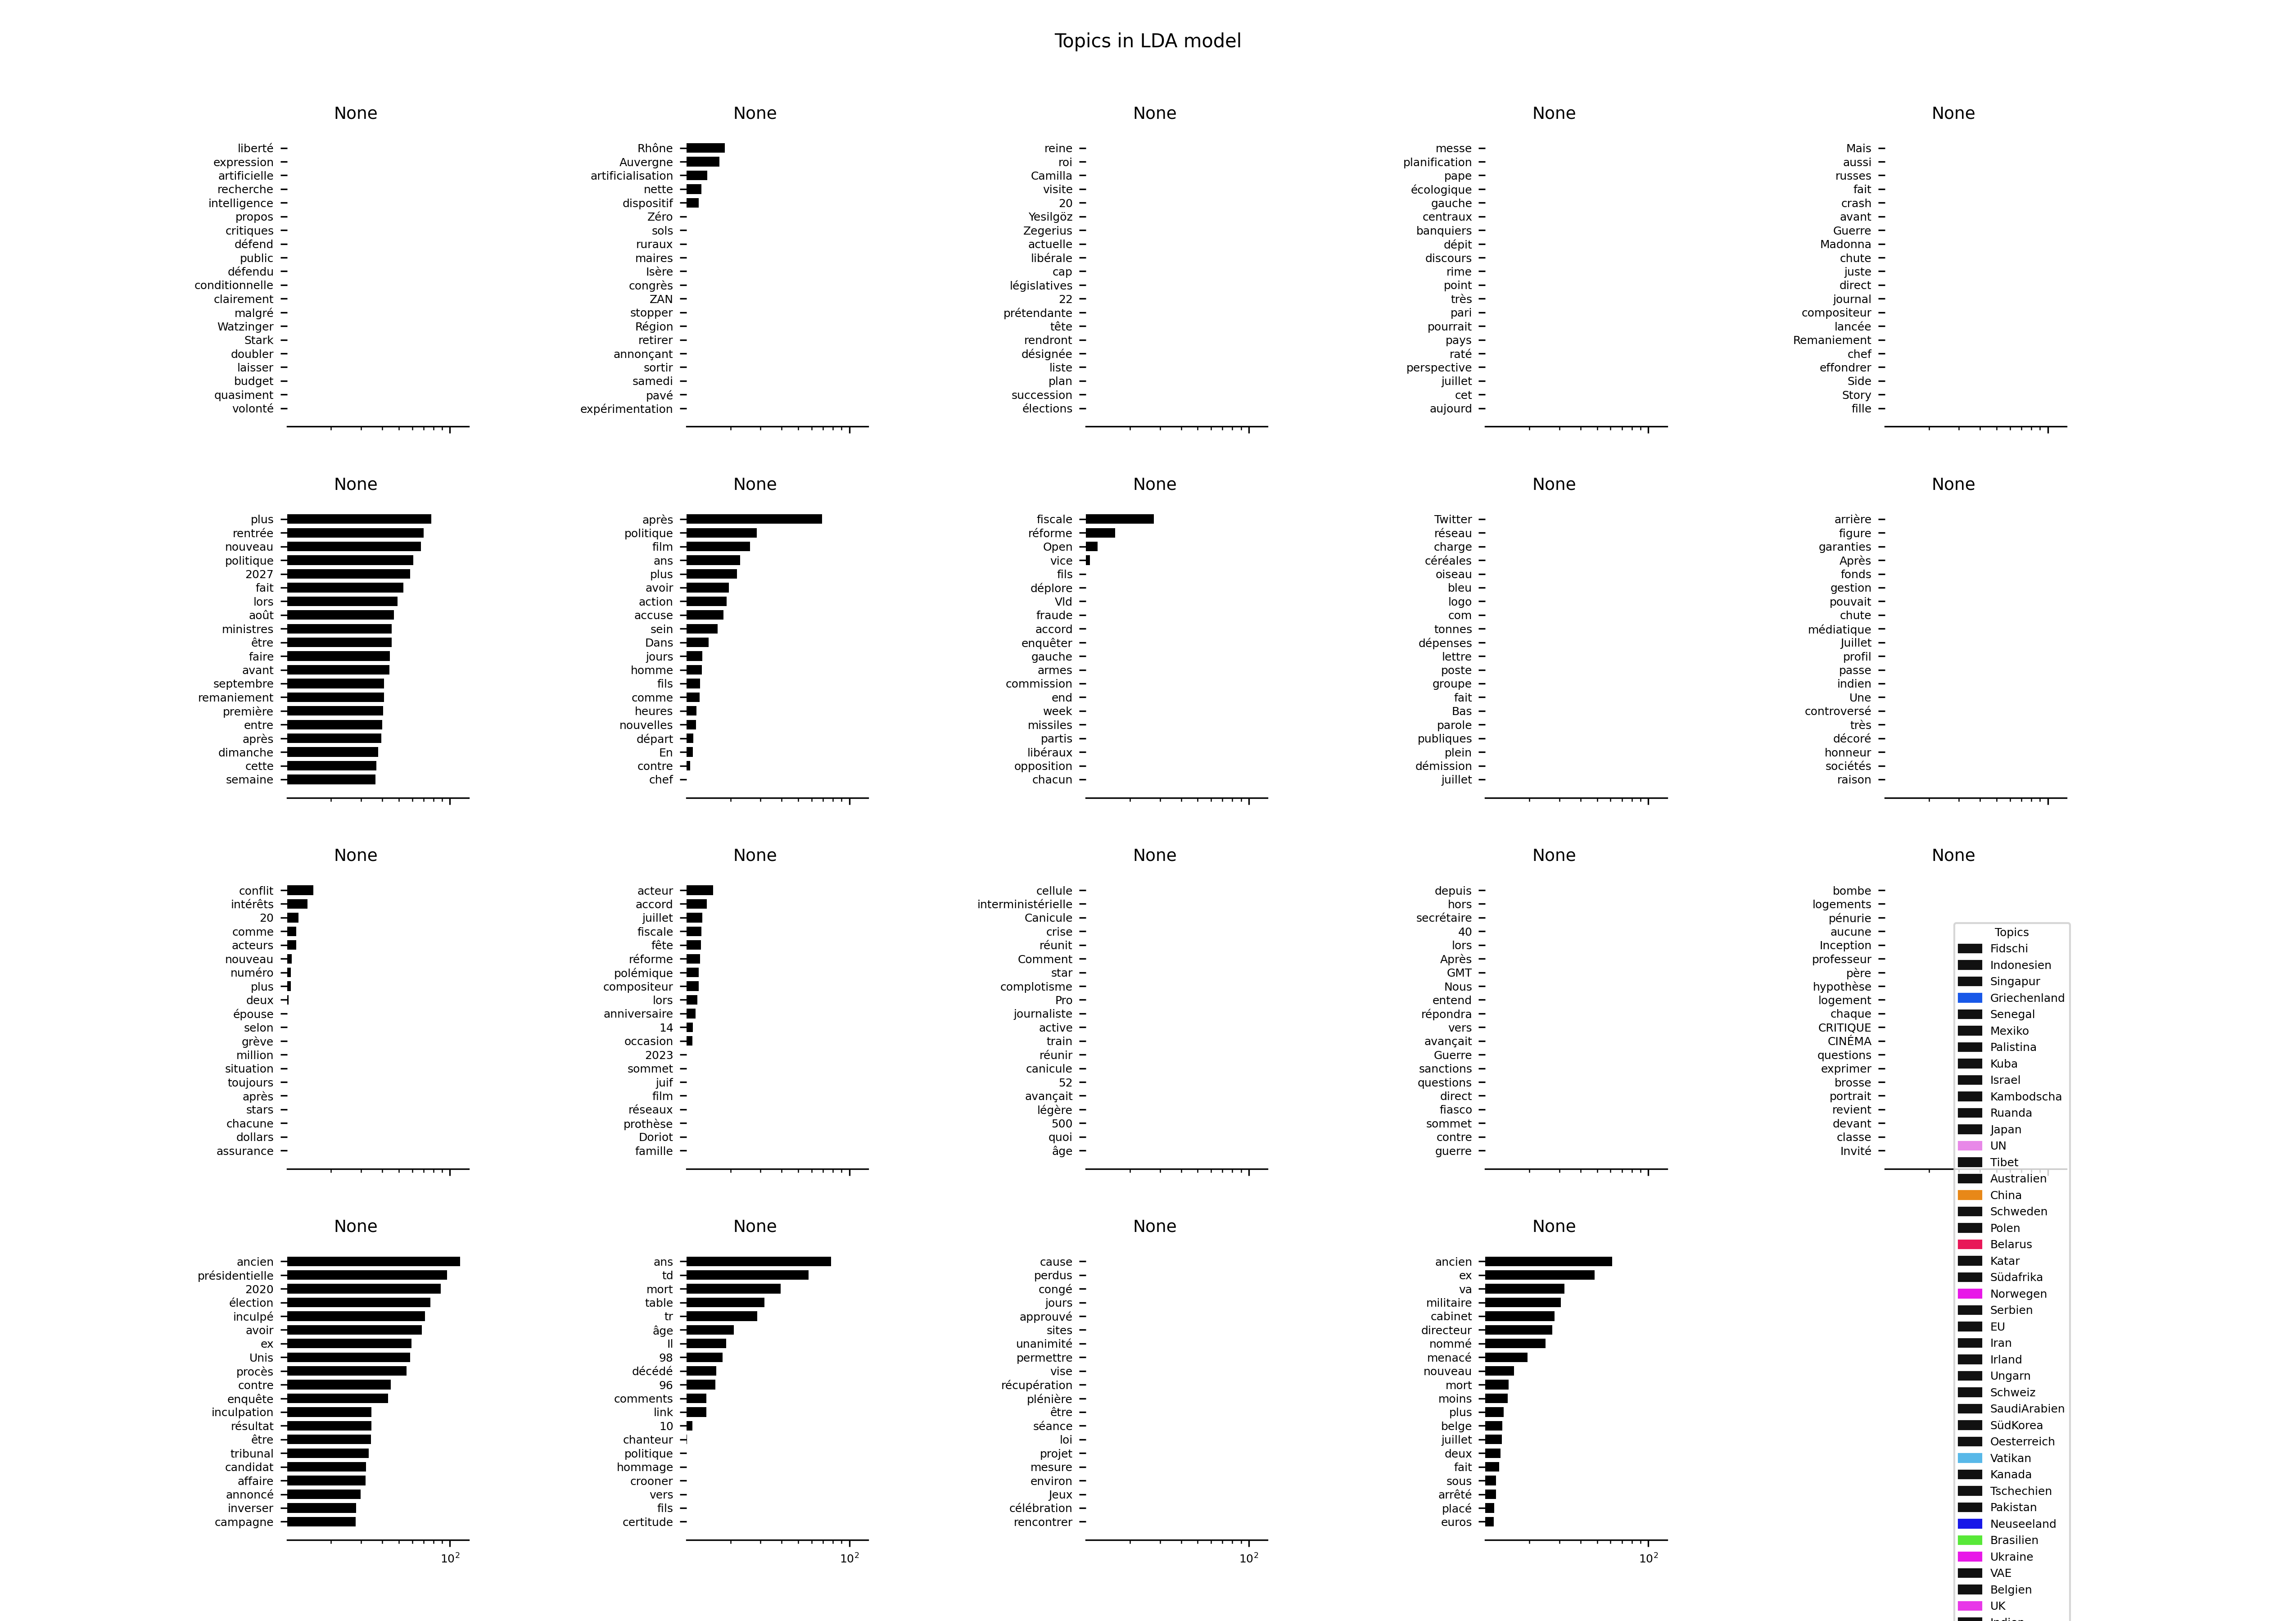 Topics in LDA model
None
liberté
expression
artificielle
recherche
intelligence
propos
critiques
défend
public
défendu
conditionnelle
clairement
malgré
Watzinger
Stark
doubler
laisser
budget
quasiment
volonté
None
Rhône
Auvergne
artificialisation
nette
dispositif
Zéro
sols
ruraux
maires
Isère
congrès
ZAN
stopper
Région
retirer
annonçant
sortir
samedi
pavé
expérimentation
None
reine
roi
Camilla
visite
20
Yesilgöz
Zegerius
actuelle
libérale
cap
législatives
22
prétendante
tête
rendront
désignée
liste
plan
succession
élections
None
messe
planification
pape
écologique
gauche
centraux
banquiers
dépit
discours
rime
point
très
pari
pourrait
pays
raté
perspective
juillet
cet
aujourd
None
Mais
aussi
russes
fait
crash
avant
Guerre
Madonna
chute
juste
direct
journal
compositeur
lancée
Remaniement
chef
effondrer
Side
Story
fille
None
plus
rentrée
nouveau
politique
2027
fait
lors
août
ministres
être
faire
avant
septembre
remaniement
première
entre
après
dimanche
cette
semaine
None
après
politique
film
ans
plus
avoir
action
accuse
sein
Dans
jours
homme
fils
comme
heures
nouvelles
départ
En
contre
chef
None
fiscale
réforme
Open
vice
fils
déplore
Vld
fraude
accord
enquêter
gauche
armes
commission
end
week
missiles
partis
libéraux
opposition
chacun
None
Twitter
réseau
charge
céréales
oiseau
bleu
logo
com
tonnes
dépenses
lettre
poste
groupe
fait
Bas
parole
publiques
plein
démission
juillet
None
arrière
figure
garanties
Après
fonds
gestion
pouvait
chute
médiatique
Juillet
profil
passe
indien
Une
controversé
très
décoré
honneur
sociétés
raison
None
conflit
intérêts
20
comme
acteurs
nouveau
numéro
plus
deux
épouse
selon
grève
million
situation
toujours
après
stars
chacune
dollars
assurance
None
acteur
accord
juillet
fiscale
fête
réforme
polémique
compositeur
lors
anniversaire
14
occasion
2023
sommet
juif
film
réseaux
prothèse
Doriot
famille
None
cellule
interministérielle
Canicule
crise
réunit
Comment
star
complotisme
Pro
journaliste
active
train
réunir
canicule
52
avançait
légère
500
quoi
âge
None
depuis
hors
secrétaire
40
lors
Après
GMT
Nous
entend
répondra
vers
avançait
Guerre
sanctions
questions
direct
fiasco
sommet
contre
guerre
None
bombe
logements
pénurie
aucune
Inception
professeur
père
hypothèse
logement
chaque
CRITIQUE
CINÉMA
questions
exprimer
brosse
portrait
revient
devant
classe
Invité
None
ancien
présidentielle
2020
élection
inculpé
avoir
ex
Unis
procès
contre
enquête
inculpation
résultat
être
tribunal
candidat
affaire
annoncé
inverser
campagne
10²
None
ans
td
mort
table
tr
âge
Il
98
décédé
96
comments
link
10
chanteur
politique
hommage
crooner
vers
fils
certitude
10²
None
cause
perdus
congé
jours
approuvé
sites
unanimité
permettre
vise
récupération
plénière
être
séance
loi
projet
mesure
environ
Jeux
célébration
rencontrer
10²
None
ancien
ex
va
militaire
cabinet
directeur
nommé
menacé
nouveau
mort
moins
plus
belge
juillet
deux
fait
sous
arrêté
placé
euros
10²
Topics
Fidschi
Indonesien
Singapur
Griechenland
Senegal
Mexiko
Palistina
Kuba
Israel
Kambodscha
Ruanda
Japan
UN
Tibet
Australien
China
Schweden
Polen
Belarus
Katar
Südafrika
Norwegen
Serbien
EU
Iran
Irland
Ungarn
Schweiz
SaudiArabien
SüdKorea
Oesterreich
Vatikan
Kanada
Tschechien
Pakistan
Neuseeland
Brasilien
Ukraine
VAE
Belgien
UK